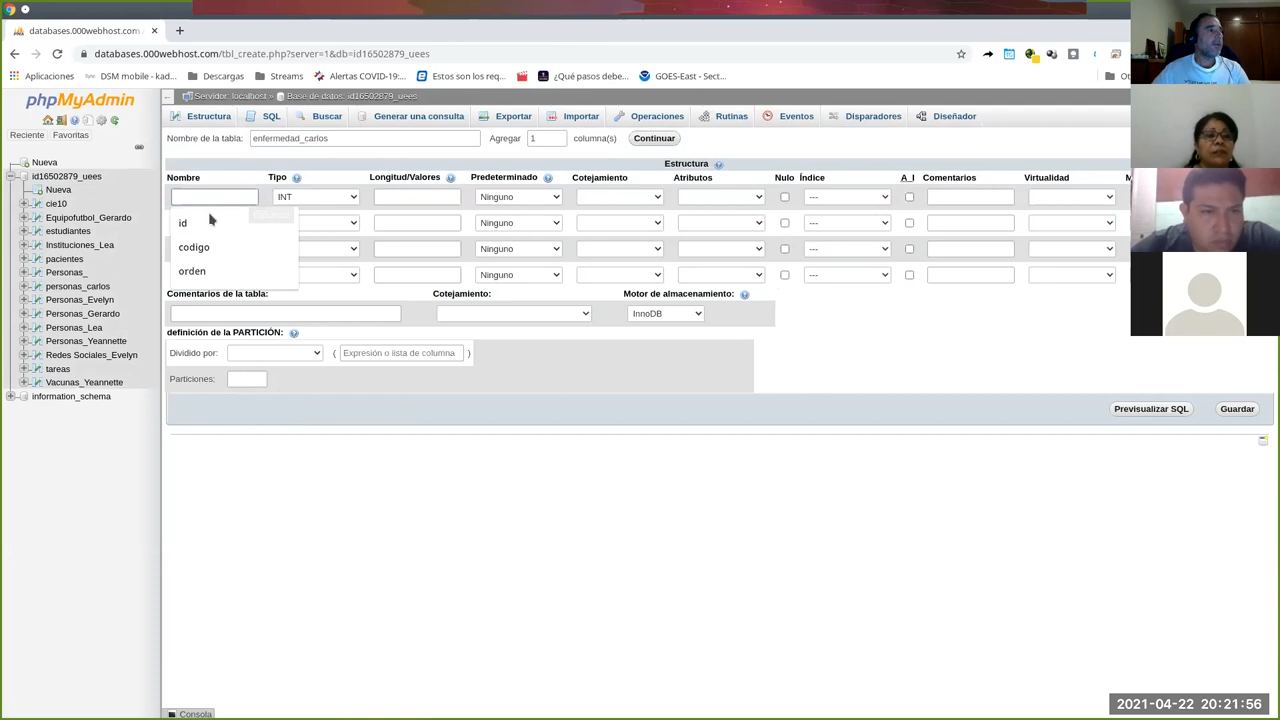 databases.000webhost.com
databases.000webhost.com/tbl_create.php?server=1&db=id16502879_uees
Aplicaciones
DSM mobile - kad...
Descargas
Streams
Alertas COVID-19:...
Estos son los req...
¿Qué pasos debe...
GOES-East - Sect...
phpMyAdmin
Reciente Favoritas
Nueva
id16502879_uees
Nueva
cie10
Equipofutbol_Gerardo
estudiantes
Instituciones_Lea
pacientes
Personas_
personas_carlos
Personas_Evelyn
Personas_Gerardo
Personas_Lea
Personas_Yeannette
Redes Sociales_Evelyn
tareas
Vacunas_Yeannette
information_schema
Servidor: localhost » Base de datos: id16502879_uees
Estructura SQL Buscar Generar una consulta Exportar Importar Operaciones Rutinas Eventos Disparadores Diseñador
Nombre de la tabla: enfermedad_carlos Agregar 1 columna(s) Continuar
Estructura
Nombre Tipo Longitud/Valores Predeterminado Cotejamiento Atributos Nulo Índice A_I Comentarios Virtualidad
INT Ninguno ---
id ---
codigo Ninguno ---
orden Ninguno ---
Comentarios de la tabla: Cotejamiento: Motor de almacenamiento:
InnoDB
definición de la PARTICIÓN:
Dividido por: ( Expresión o lista de columna )
Particiones:
Previsualizar SQL Guardar
Consola
2021-04-22 20:21:56